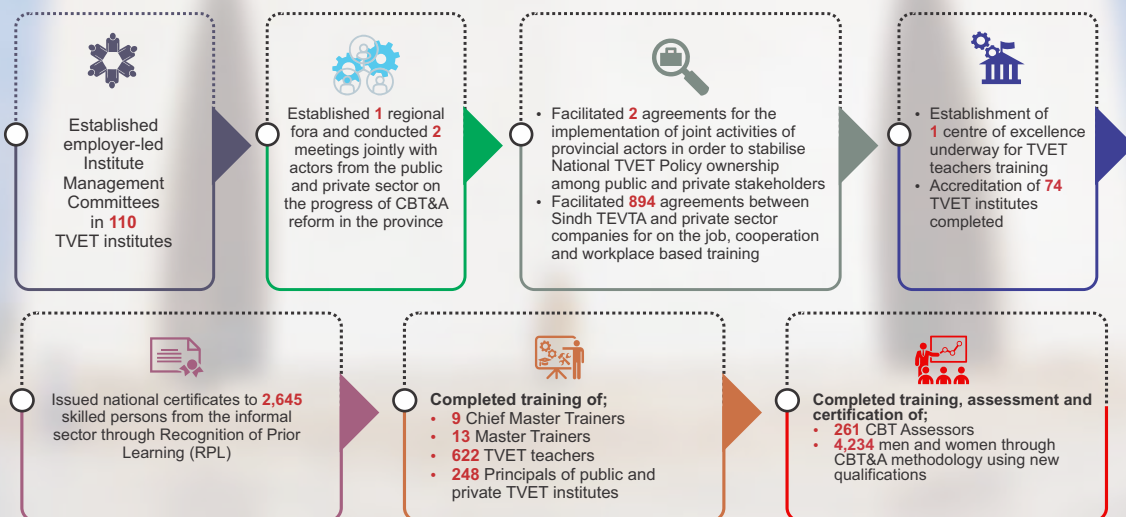 Established
employer-led
Institute
Management
Committees
in 110
TVET institutes
Established 1 regional
fora and conducted 2
meetings jointly with
actors from the public
and private sector on
the progress of CBT&A
reform in the province
• Facilitated 2 agreements for the
implementation of joint activities of
provincial actors in order to stabilise
National TVET Policy ownership
among public and private stakeholders
• Facilitated 894 agreements between
Sindh TEVTA and private sector
companies for on the job, cooperation
and workplace based training
• Establishment of
1 centre of excellence
underway for TVET
teachers training
• Accreditation of 74
TVET institutes
completed
Issued national certificates to 2,645
skilled persons from the informal
sector through Recognition of Prior
Learning (RPL)
Completed training of;
• 9 Chief Master Trainers
• 13 Master Trainers
• 622 TVET teachers
• 248 Principals of public and
private TVET institutes
Completed training, assessment and
certification of;
• 261 CBT Assessors
• 4,234 men and women through
CBT&A methodology using new
qualifications